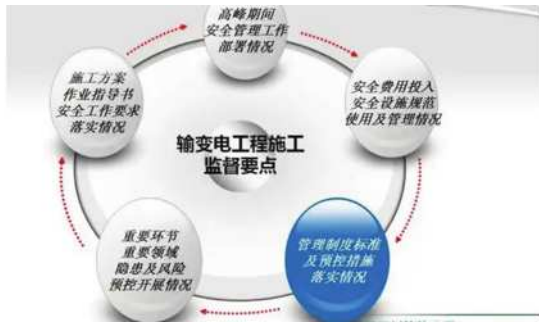 高峰期间
安全管理工作
部署情况
安全费用投入
安全设施规范
使用及管理情况
管理制度标准
及预控措施
落实情况
重要环节
重要领域
隐患及风险
预控开展情况
施工方案
作业指导书
安全工作要求
落实情况
输变电工程施工
监督要点